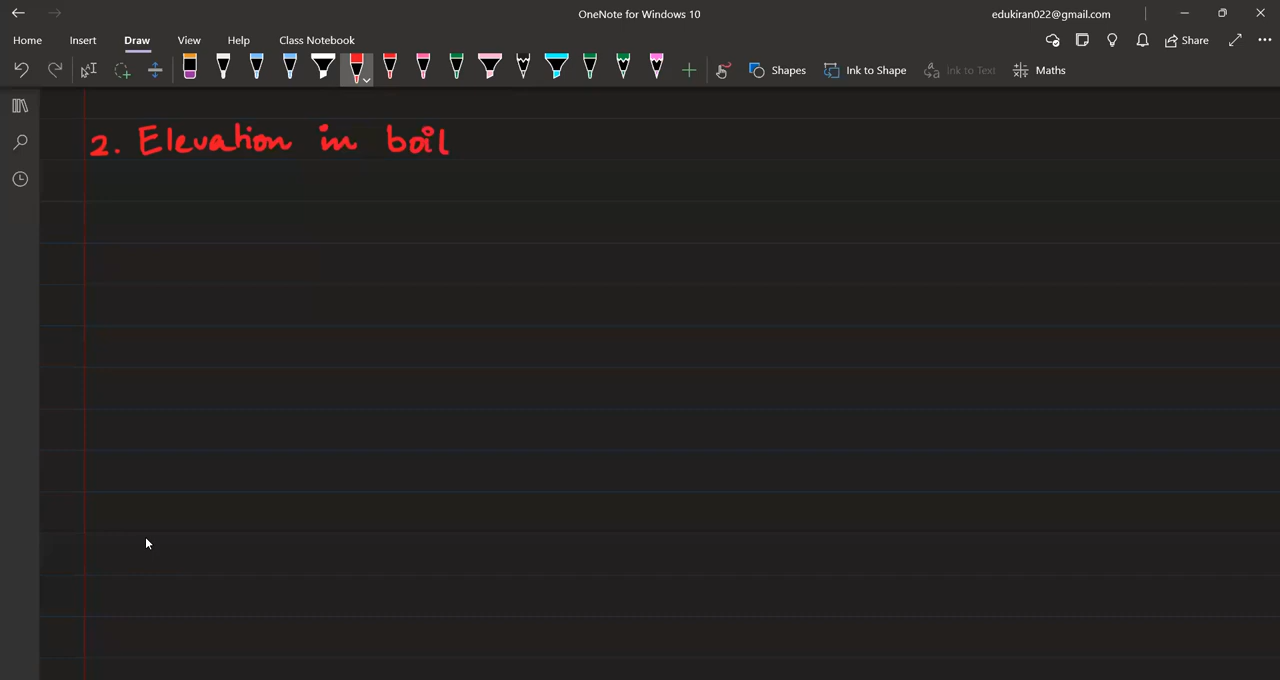 OneNote for Windows 10
edukiran022@gmail.com
Home Insert Draw View Help Class Notebook
Share
Shapes Ink to Shape Ink to Text Maths
2. Elevation in boil